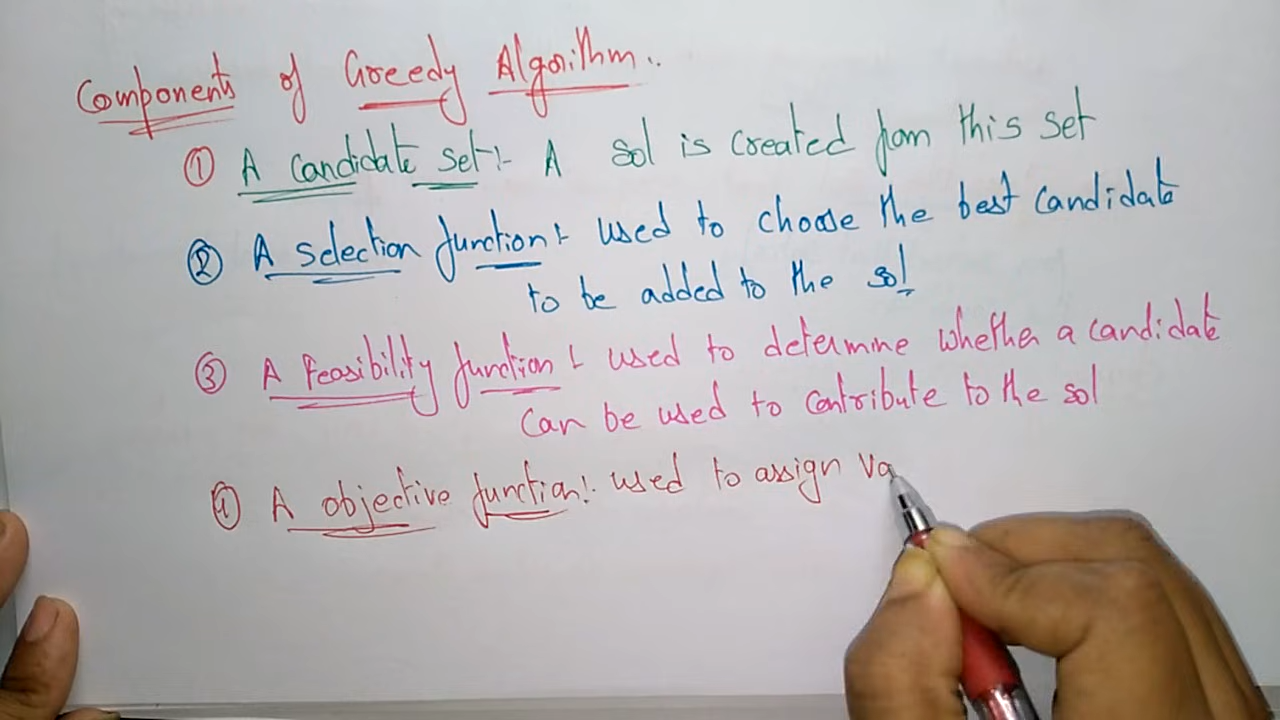 Components of Greedy Algorithm..
① A candidate set:- A sol is created from this set
② A selection function:- used to choose the best candidate
to be added to the sol
③ A feasibility function:- used to determine whether a candidate
can be used to contribute to the sol
④ A objective function:- used to assign va